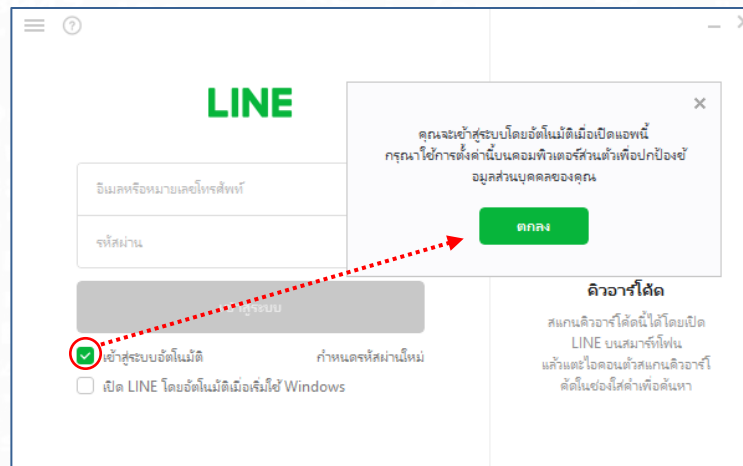 LINE
คุณจะเข้าสู่ระบบโดยอัตโนมัติเมื่อเปิดแอพนี้
กรุณาใช้การตั้งค่านี้บนคอมพิวเตอร์ส่วนตัวเพื่อปกป้องข้
อมูลส่วนบุคคลของคุณ
ตกลง
อีเมลหรือหมายเลขโทรศัพท์
รหัสผ่าน
เข้าสู่ระบบ
เข้าสู่ระบบอัตโนมัติ
กำหนดรหัสผ่านใหม่
เปิด LINE โดยอัตโนมัติเมื่อเริ่มใช้ Windows
คิวอาร์โค้ด
สแกนคิวอาร์โค้ดนี้ได้โดยเปิด
LINE บนสมาร์ทโฟน
แล้วแตะไอคอนตัวสแกนคิวอาร์โ
ค้ดในช่องใส่คำเพื่อค้นหา